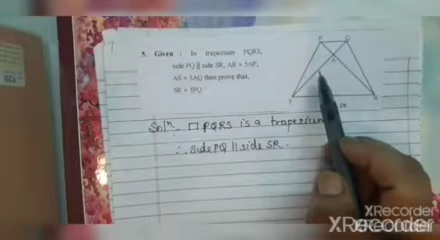 5. Given : In trapezium PQRS,
side PQ || side SR, AR = 5AP,
AS = 5AQ then prove that,
SR = 5PQ
P Q
A
S R
Solⁿ - □ PQRS is a trapezium
∴ side PQ || side SR.
XRecorder
XRecorder